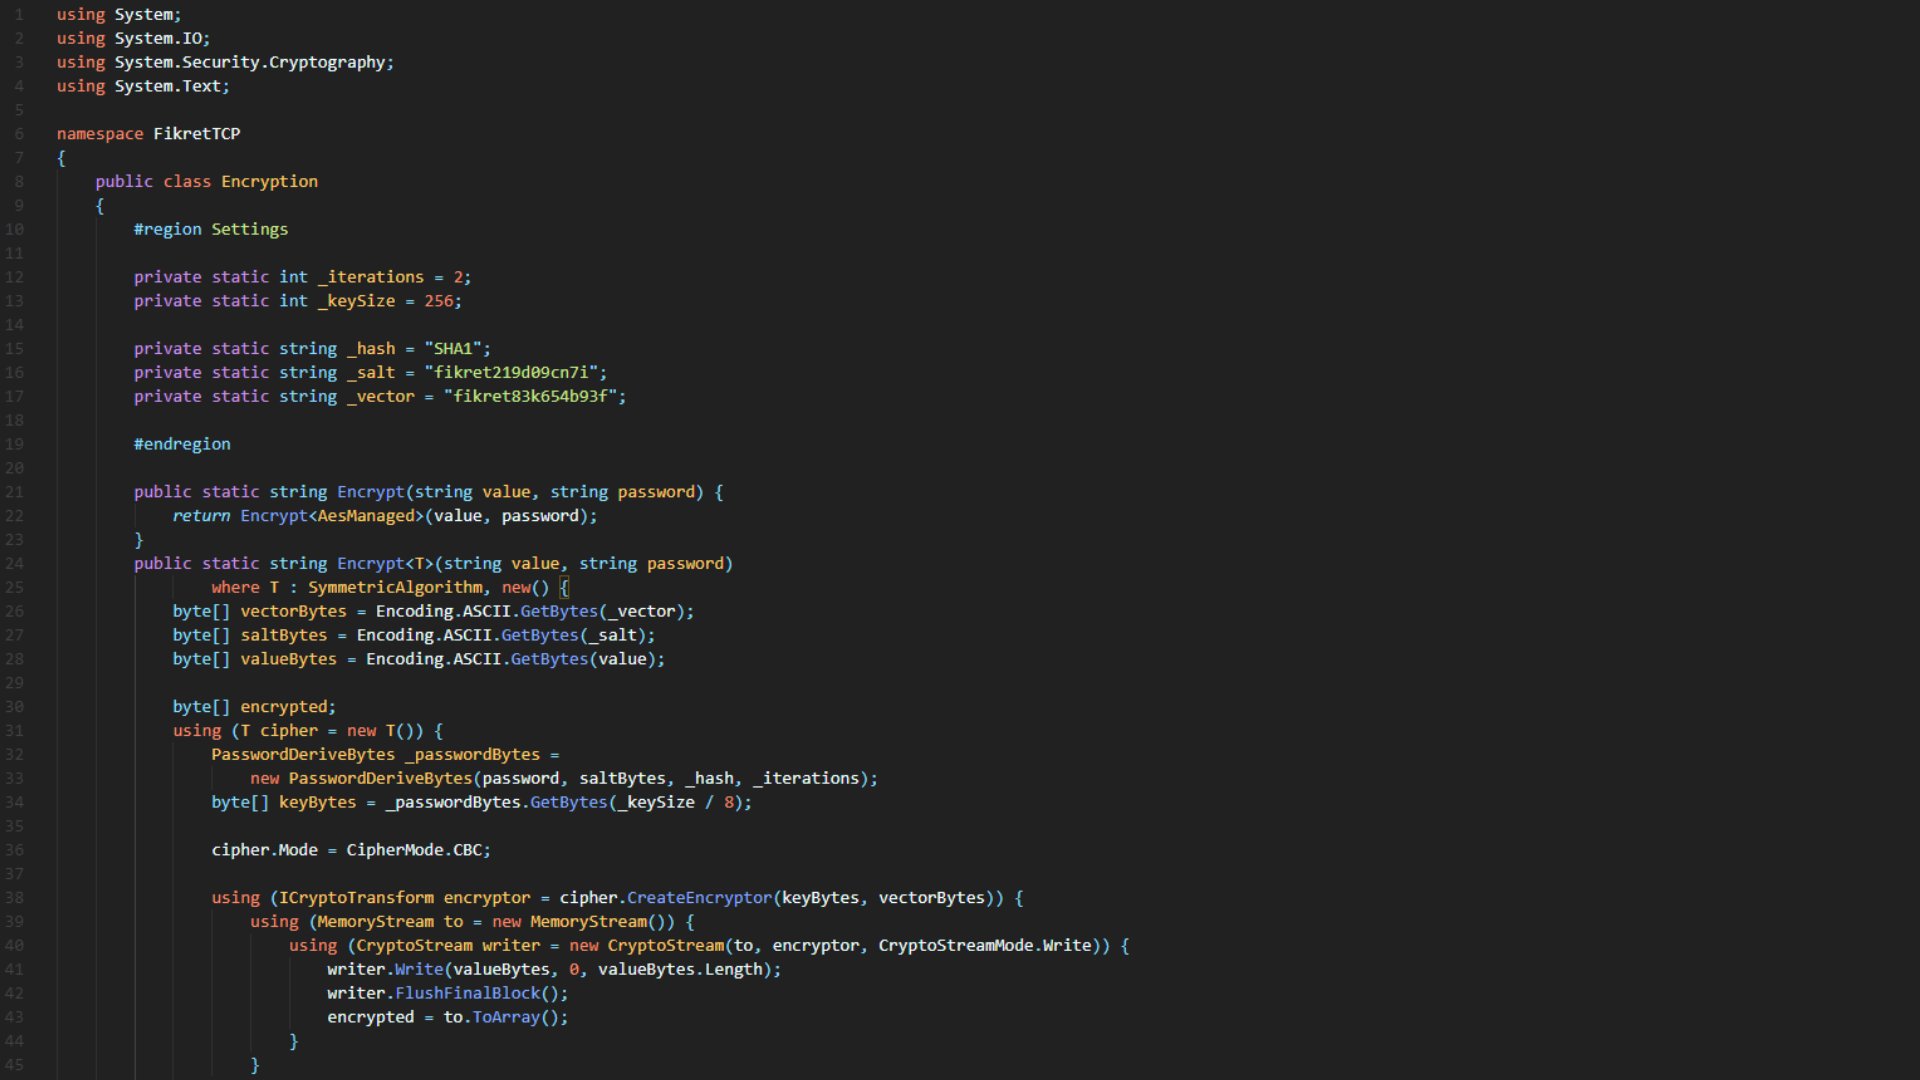 1 using System;
2 using System.IO;
3 using System.Security.Cryptography;
4 using System.Text;
5
6 namespace FikretTCP
7 {
8 public class Encryption
9 {
10 #region Settings
11
12 private static int _iterations = 2;
13 private static int _keySize = 256;
14
15 private static string _hash = "SHA1";
16 private static string _salt = "fikret219d09cn7i";
17 private static string _vector = "fikret83k654b93f";
18
19 #endregion
20
21 public static string Encrypt(string value, string password) {
22 return Encrypt<AesManaged>(value, password);
23 }
24 public static string Encrypt<T>(string value, string password)
25 where T : SymmetricAlgorithm, new() {
26 byte[] vectorBytes = Encoding.ASCII.GetBytes(_vector);
27 byte[] saltBytes = Encoding.ASCII.GetBytes(_salt);
28 byte[] valueBytes = Encoding.ASCII.GetBytes(value);
29
30 byte[] encrypted;
31 using (T cipher = new T()) {
32 PasswordDeriveBytes _passwordBytes =
33 new PasswordDeriveBytes(password, saltBytes, _hash, _iterations);
34 byte[] keyBytes = _passwordBytes.GetBytes(_keySize / 8);
35
36 cipher.Mode = CipherMode.CBC;
37
38 using (ICryptoTransform encryptor = cipher.CreateEncryptor(keyBytes, vectorBytes)) {
39 using (MemoryStream to = new MemoryStream()) {
40 using (CryptoStream writer = new CryptoStream(to, encryptor, CryptoStreamMode.Write)) {
41 writer.Write(valueBytes, 0, valueBytes.Length);
42 writer.FlushFinalBlock();
43 encrypted = to.ToArray();
44 }
45 }